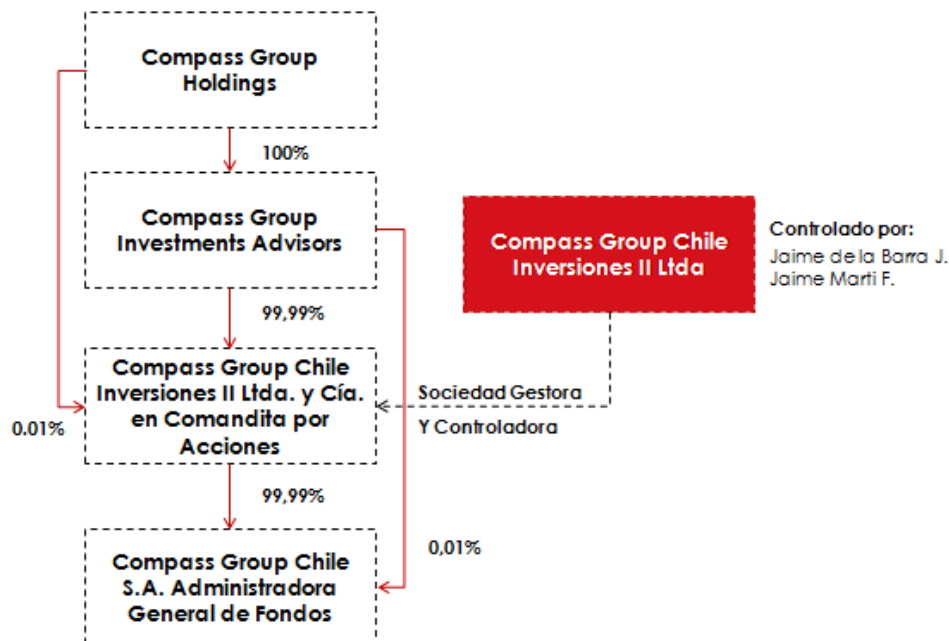 Compass Group
Holdings
100%
Compass Group
Investments Advisors
Compass Group Chile
Inversiones II Ltda
Controlado por:
Jaime de la Barra J.
Jaime Marti F.
99,99%
Compass Group Chile
Inversiones II Ltda. y Cía.
en Comandita por
Acciones
Sociedad Gestora
Y Controladora
0.01%
99,99%
0,01%
Compass Group Chile
S.A. Administradora
General de Fondos